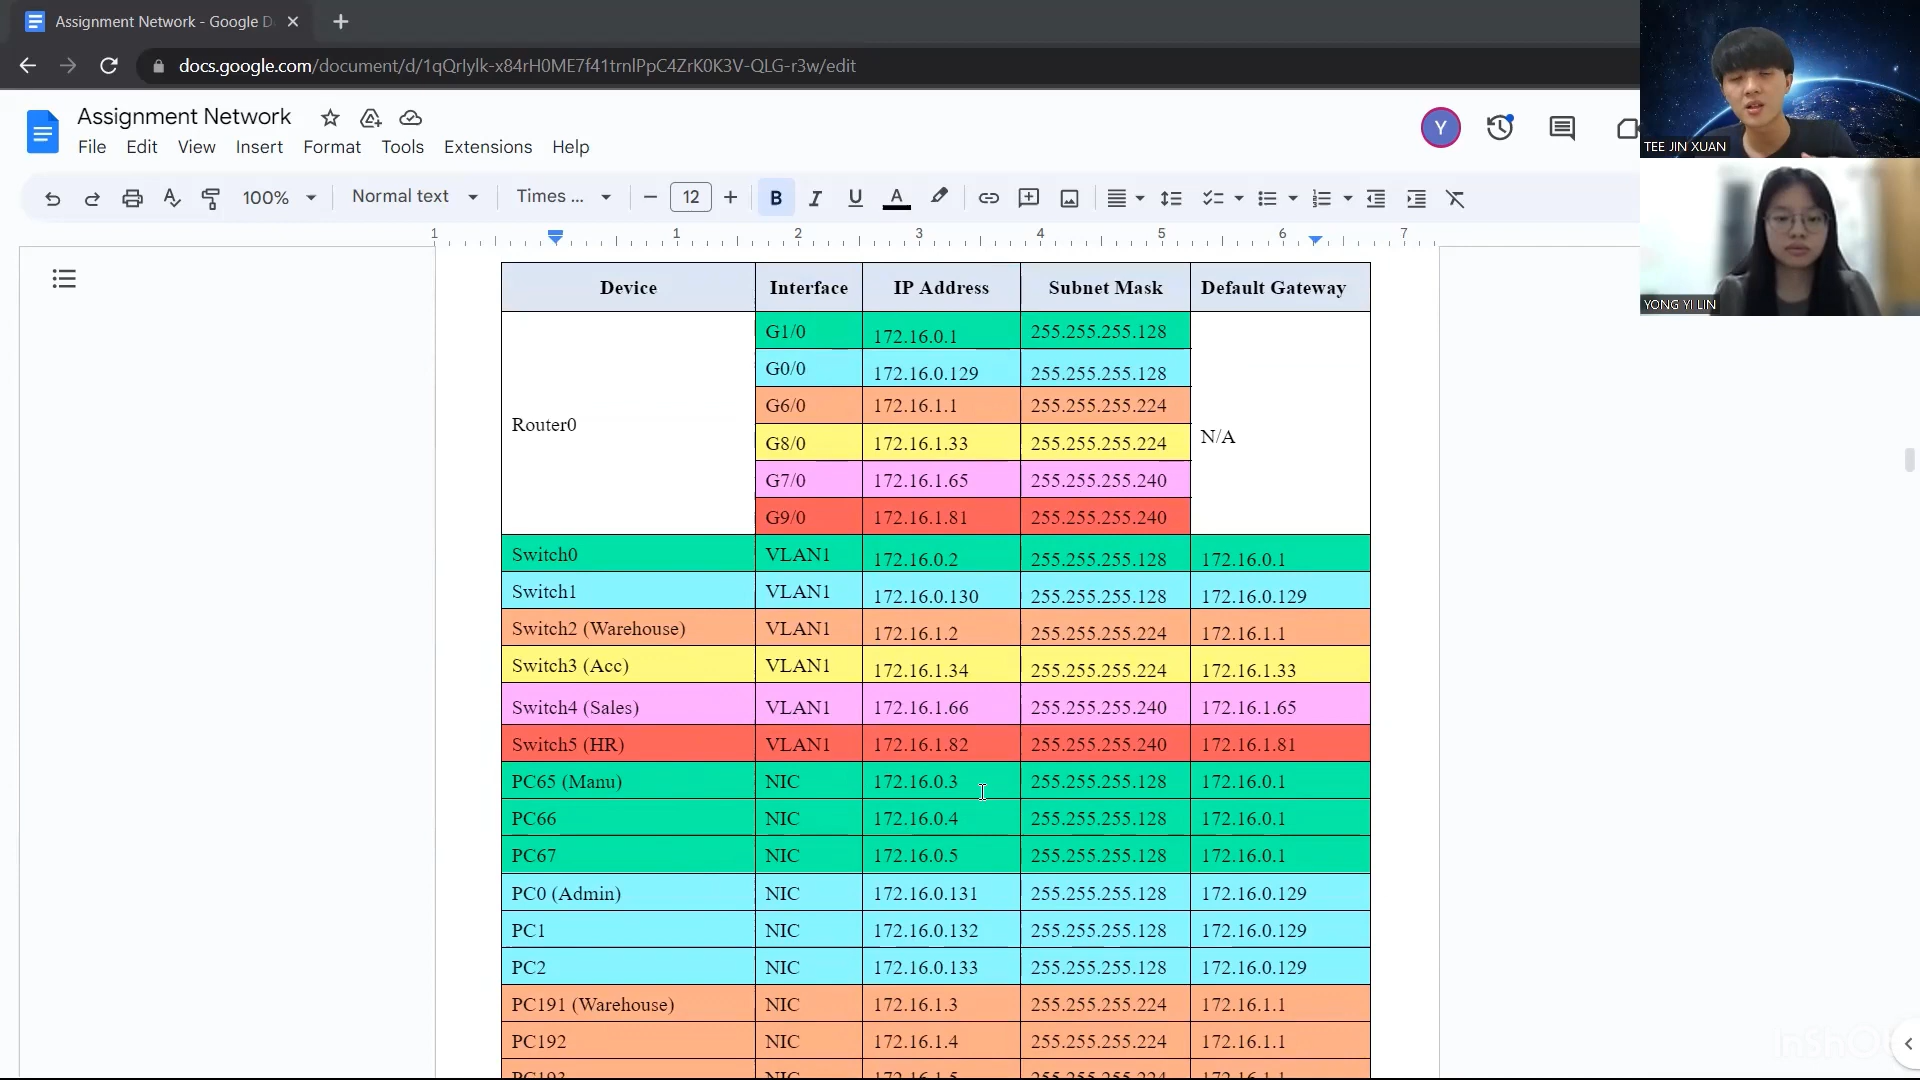 Assignment Network - Google D
docs.google.com/document/d/1qQrIylk-x84rH0ME7f41trnlPpC4ZrK0K3V-QLG-r3w/edit
Assignment Network
File Edit View Insert Format Tools Extensions Help
Y
TEE JIN XUAN
YONG YI LIN
100% Normal text Times ... 12 B I U A
1 1 2 3 4 5 6 7
Device Interface IP Address Subnet Mask Default Gateway
Router0 G1/0 172.16.0.1 255.255.255.128 N/A
G0/0 172.16.0.129 255.255.255.128
G6/0 172.16.1.1 255.255.255.224
G8/0 172.16.1.33 255.255.255.224
G7/0 172.16.1.65 255.255.255.240
G9/0 172.16.1.81 255.255.255.240
Switch0 VLAN1 172.16.0.2 255.255.255.128 172.16.0.1
Switch1 VLAN1 172.16.0.130 255.255.255.128 172.16.0.129
Switch2 (Warehouse) VLAN1 172.16.1.2 255.255.255.224 172.16.1.1
Switch3 (Acc) VLAN1 172.16.1.34 255.255.255.224 172.16.1.33
Switch4 (Sales) VLAN1 172.16.1.66 255.255.255.240 172.16.1.65
Switch5 (HR) VLAN1 172.16.1.82 255.255.255.240 172.16.1.81
PC65 (Manu) NIC 172.16.0.3 255.255.255.128 172.16.0.1
PC66 NIC 172.16.0.4 255.255.255.128 172.16.0.1
PC67 NIC 172.16.0.5 255.255.255.128 172.16.0.1
PC0 (Admin) NIC 172.16.0.131 255.255.255.128 172.16.0.129
PC1 NIC 172.16.0.132 255.255.255.128 172.16.0.129
PC2 NIC 172.16.0.133 255.255.255.128 172.16.0.129
PC191 (Warehouse) NIC 172.16.1.3 255.255.255.224 172.16.1.1
PC192 NIC 172.16.1.4 255.255.255.224 172.16.1.1